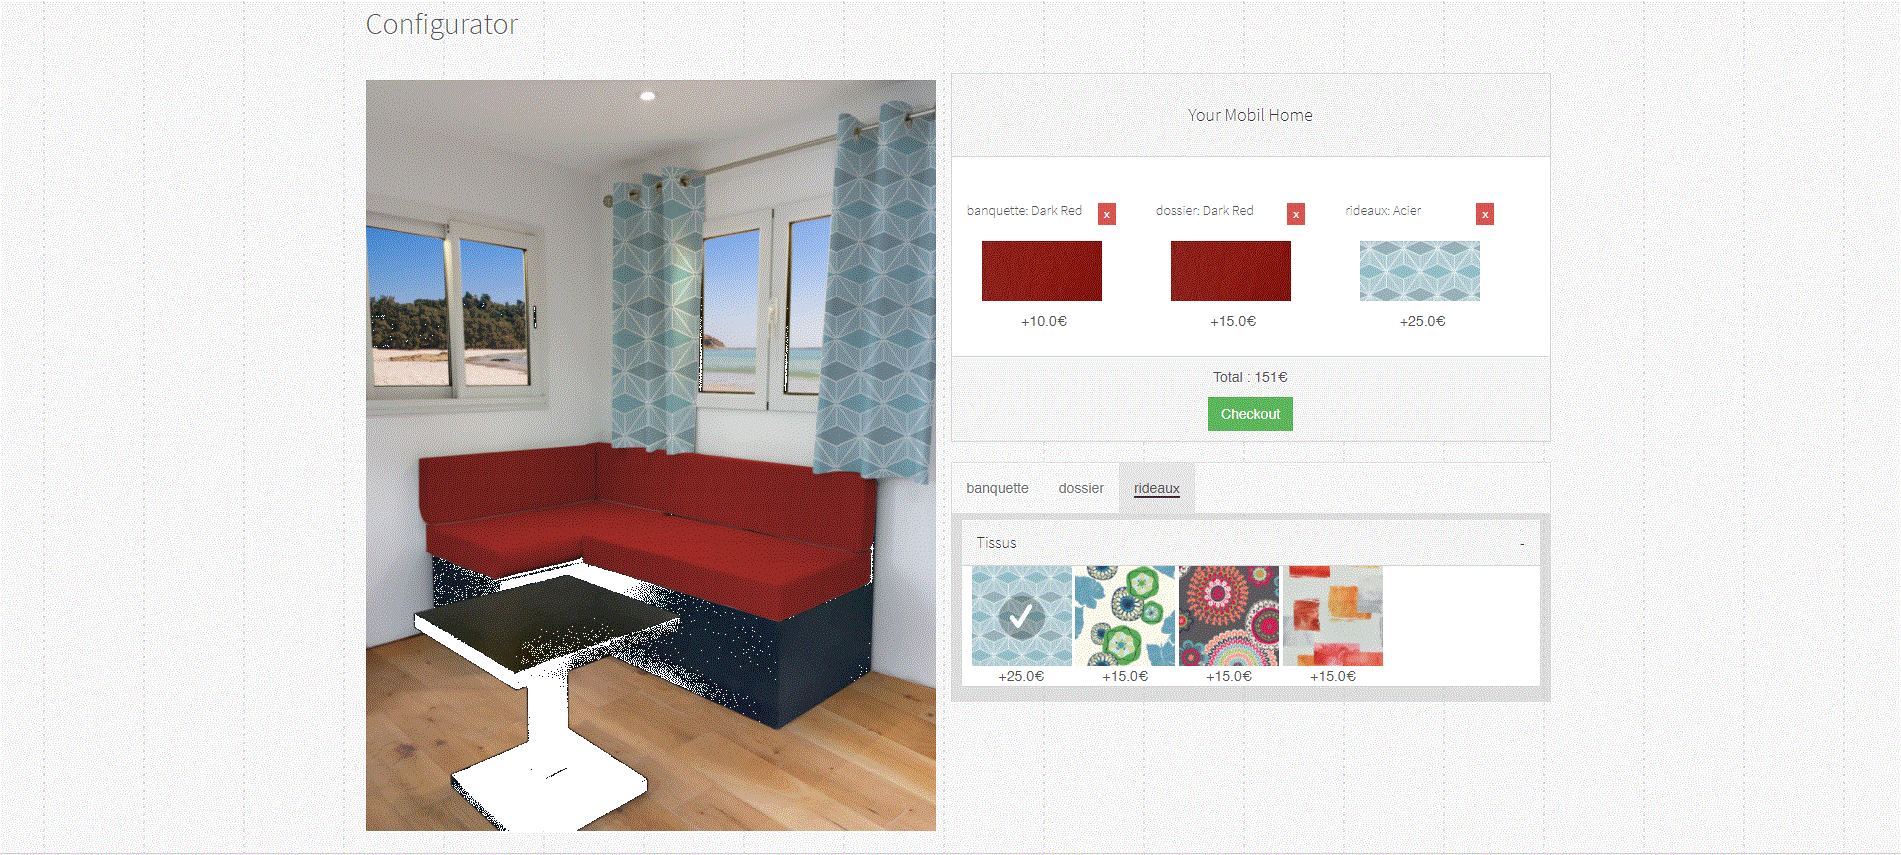 Configurator
Your Mobil Home
banquette: Dark Red x
dossier: Dark Red x
rideaux: Acier x
+10.0€
+15.0€
+25.0€
Total : 151€
Checkout
banquette dossier rideaux
Tissus -
+25.0€ +15.0€ +15.0€ +15.0€